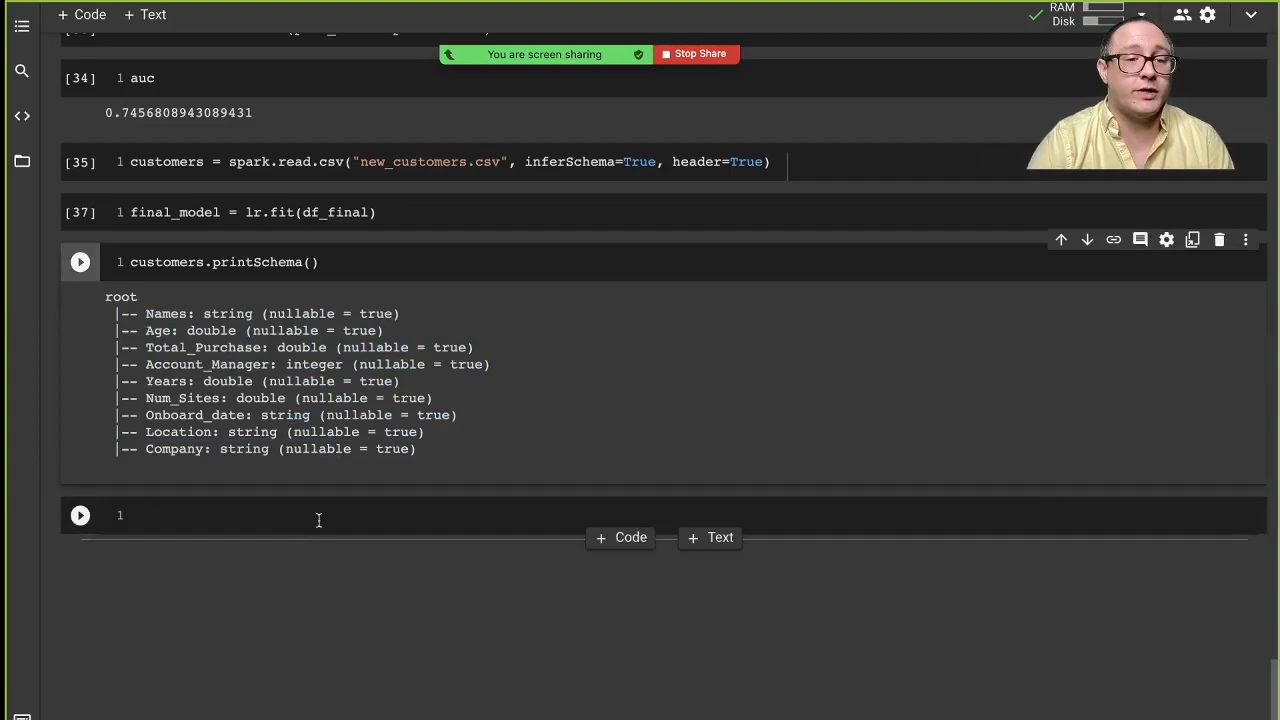 + Code + Text
RAM
Disk
You are screen sharing Stop Share
[34] 1 auc
0.7456808943089431
[35] 1 customers = spark.read.csv("new_customers.csv", inferSchema=True, header=True)
[37] 1 final_model = lr.fit(df_final)
1 customers.printSchema()
root
|-- Names: string (nullable = true)
|-- Age: double (nullable = true)
|-- Total_Purchase: double (nullable = true)
|-- Account_Manager: integer (nullable = true)
|-- Years: double (nullable = true)
|-- Num_Sites: double (nullable = true)
|-- Onboard_date: string (nullable = true)
|-- Location: string (nullable = true)
|-- Company: string (nullable = true)
1
+ Code + Text